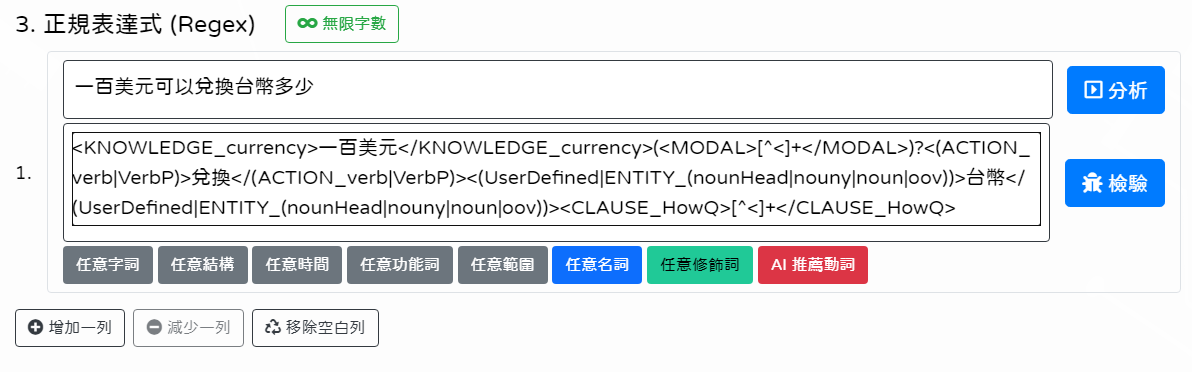 3. 正規表達式 (Regex) 無限字數
一百美元可以兌換台幣多少
分析
1.
<KNOWLEDGE_currency>一百美元</KNOWLEDGE_currency>(<MODAL>[^<]+</MODAL>)?<(ACTION_
verb|VerbP)>兌換</(ACTION_verb|VerbP)><(UserDefined|ENTITY_(nounHead|nouny|noun|oov))>台幣</
(UserDefined|ENTITY_(nounHead|nouny|noun|oov))><CLAUSE_HowQ>[^<]+</CLAUSE_HowQ>
檢驗
任意字詞 任意結構 任意時間 任意功能詞 任意範圍 任意名詞 任意修飾詞 AI 推薦動詞
增加一列 減少一列 移除空白列